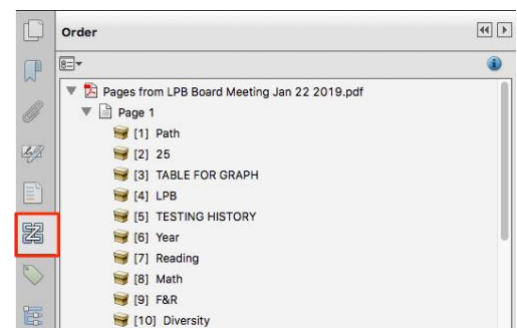 Order
Pages from LPB Board Meeting Jan 22 2019.pdf
Page 1
[1] Path
[2] 25
[3] TABLE FOR GRAPH
[4] LPB
[5] TESTING HISTORY
[6] Year
[7] Reading
[8] Math
[9] F&R
[10] Diversity